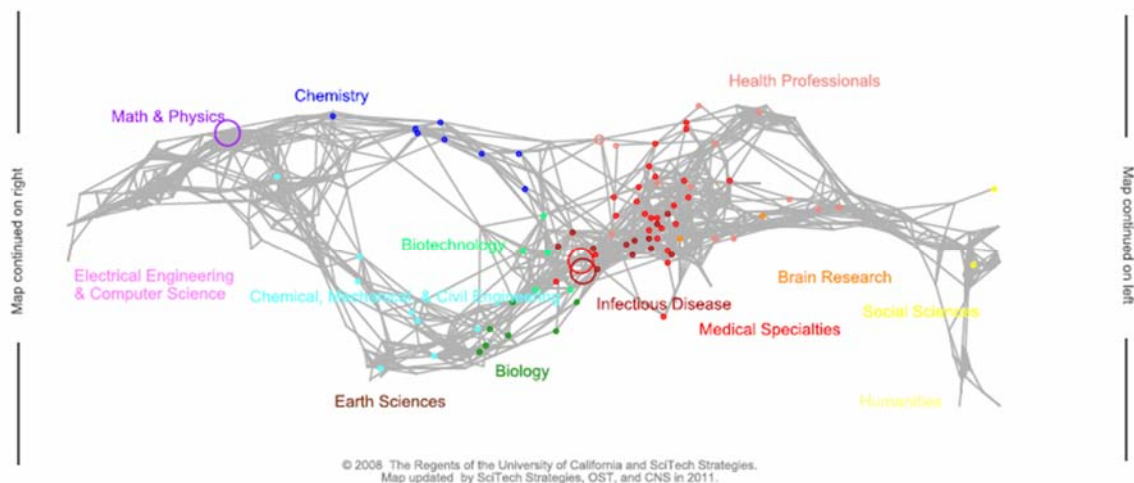 Map continued on right
Health Professionals
Chemistry
Math & Physics
Map continued on left
Biotechnology
Electrical Engineering
& Computer Science
Chemical, Mechanical, & Civil Engineering
Brain Research
Infectious Disease
Social Sciences
Medical Specialties
Biology
Earth Sciences
Humanities
© 2008 The Regents of the University of California and SciTech Strategies.
Map updated by SciTech Strategies, OST, and CNS in 2011.